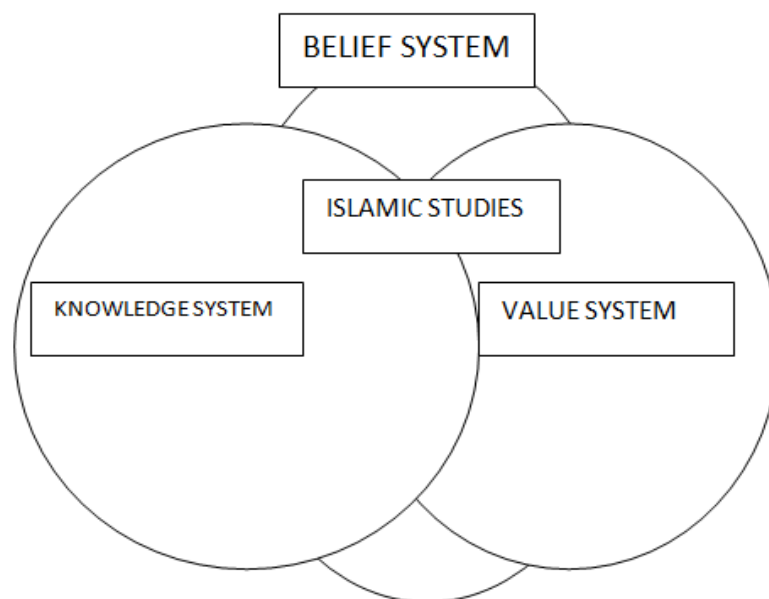 BELIEF SYSTEM
ISLAMIC STUDIES
KNOWLEDGE SYSTEM
VALUE SYSTEM